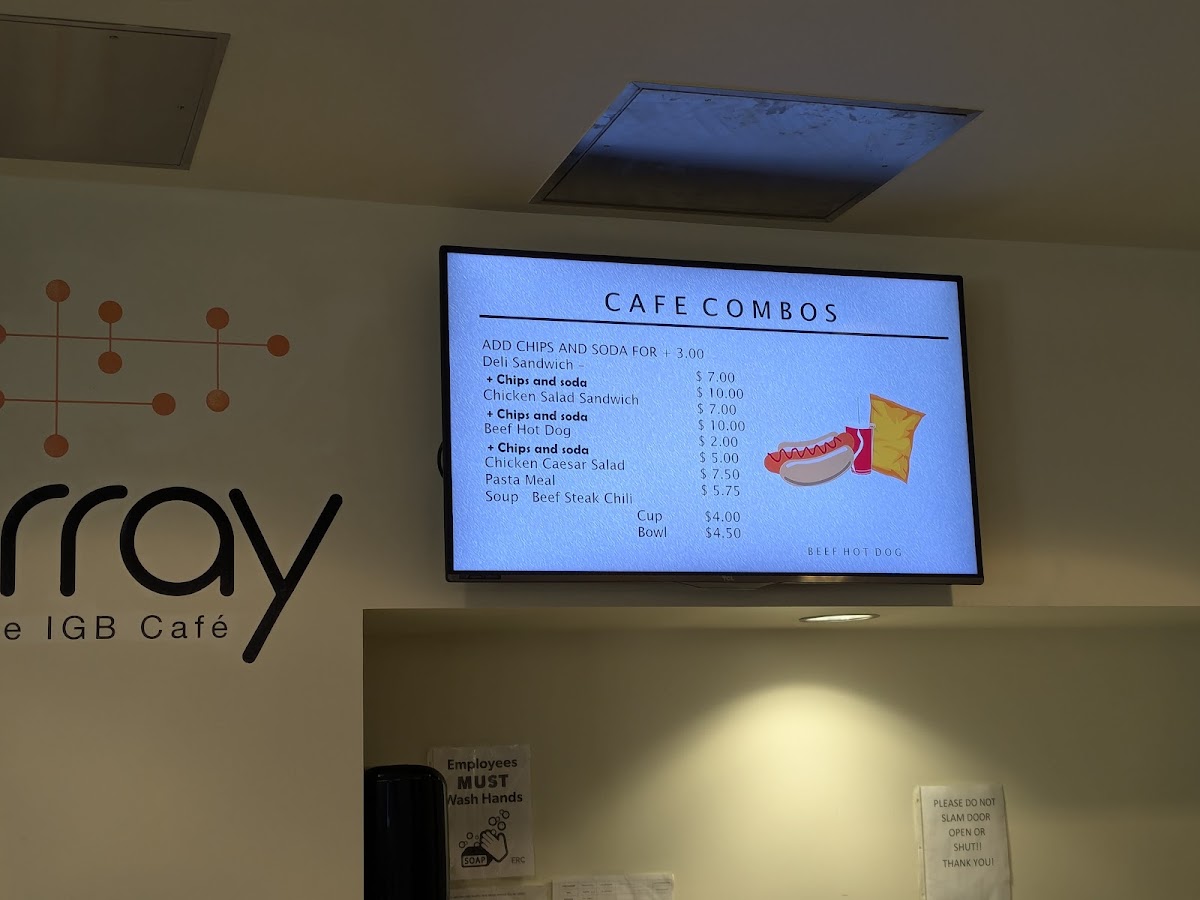 CAFE COMBOS
ADD CHIPS AND SODA FOR + 3.00
Deli Sandwich – $ 7.00
+ Chips and soda $ 10.00
Chicken Salad Sandwich $ 7.00
+ Chips and soda $ 10.00
Beef Hot Dog $ 2.00
+ Chips and soda $ 5.00
Chicken Caesar Salad $ 7.50
Pasta Meal $ 5.75
Soup Beef Steak Chili
Cup $4.00
Bowl $4.50
BEEF HOT DOG
rray
e IGB Café
Employees
MUST
Wash Hands
SOAP
ERC
PLEASE DO NOT
SLAM DOOR
OPEN OR
SHUT!!
THANK YOU!